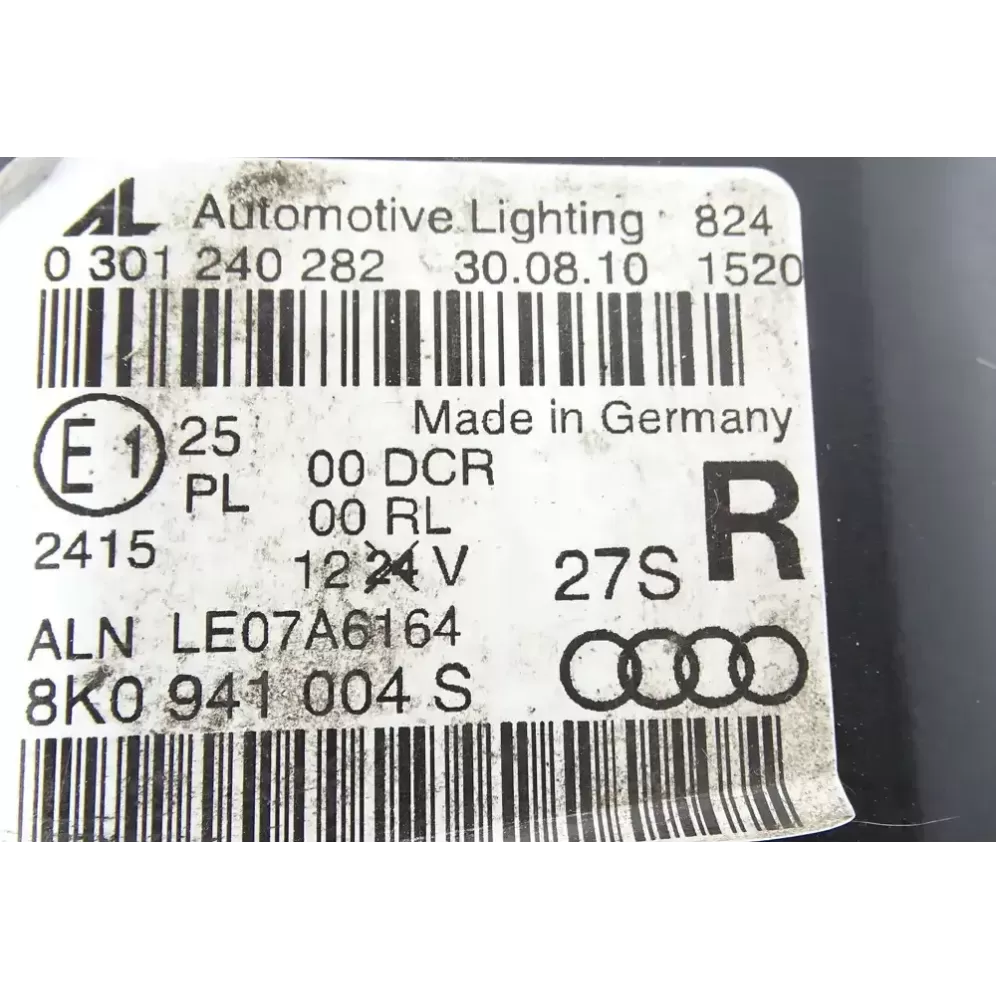 AL Automotive Lighting 824
0 301 240 282 30.08.10 1520
Made in Germany
E1 25 00 DCR
PL 00 RL
2415 12 24 V 27S R
ALN LE07A6164
8K0 941 004 S